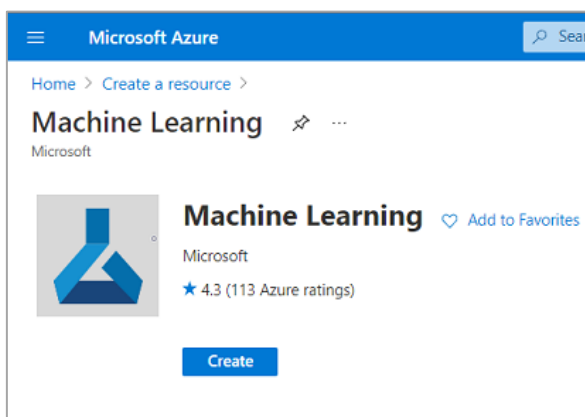 Microsoft Azure
Home > Create a resource >
Machine Learning ...
Microsoft
Machine Learning Add to Favorites
Microsoft
★ 4.3 (113 Azure ratings)
Create